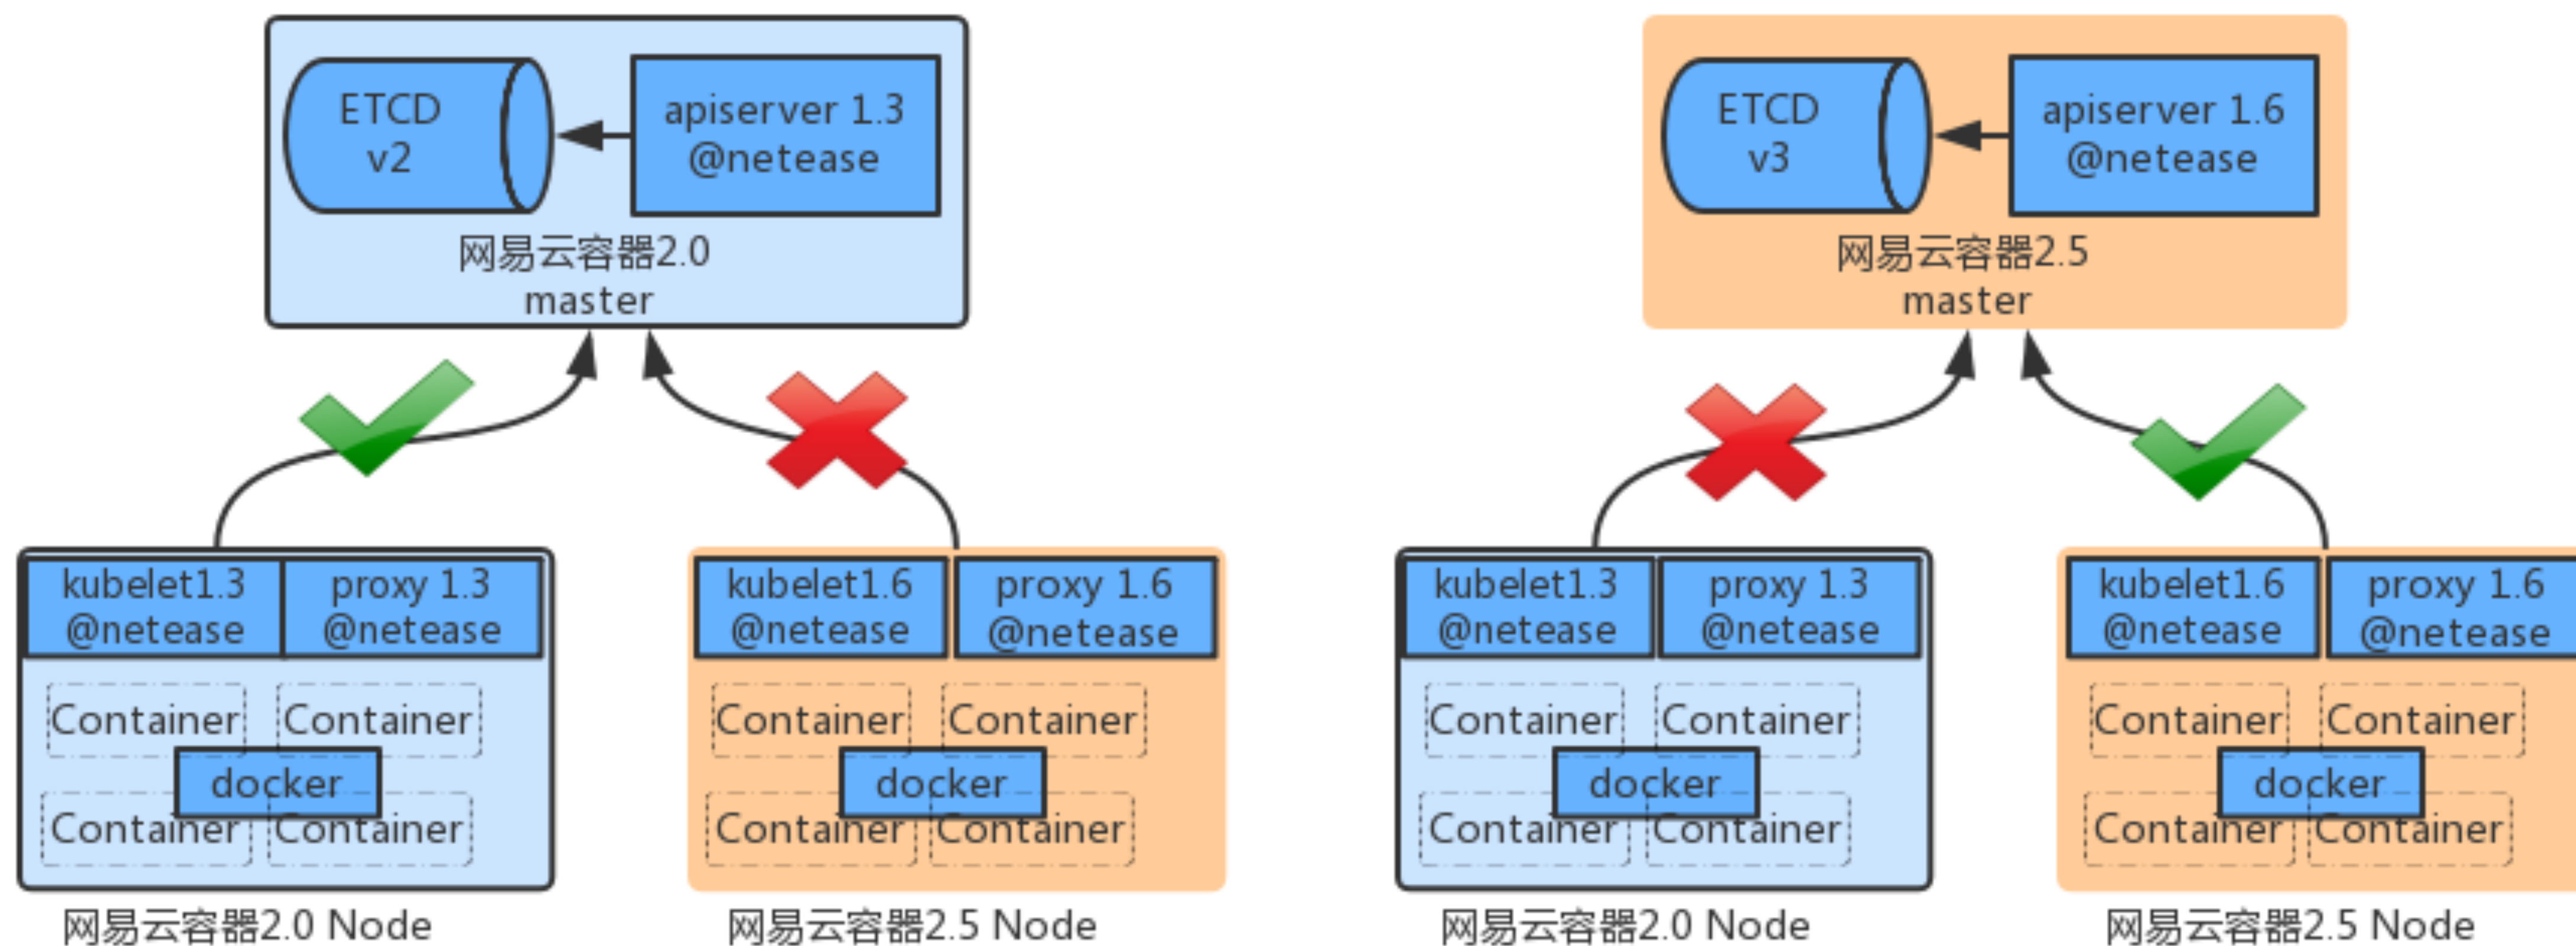 ETCD
v2
apiserver 1.3
@netease
网易云容器2.0
master
ETCD
v3
apiserver 1.6
@netease
网易云容器2.5
master
kubelet1.3
@netease
proxy 1.3
@netease
Container
Container
docker
Container
Container
网易云容器2.0 Node
kubelet1.6
@netease
proxy 1.6
@netease
Container
Container
docker
Container
Container
网易云容器2.5 Node
kubelet1.3
@netease
proxy 1.3
@netease
Container
Container
docker
Container
Container
网易云容器2.0 Node
kubelet1.6
@netease
proxy 1.6
@netease
Container
Container
docker
Container
Container
网易云容器2.5 Node